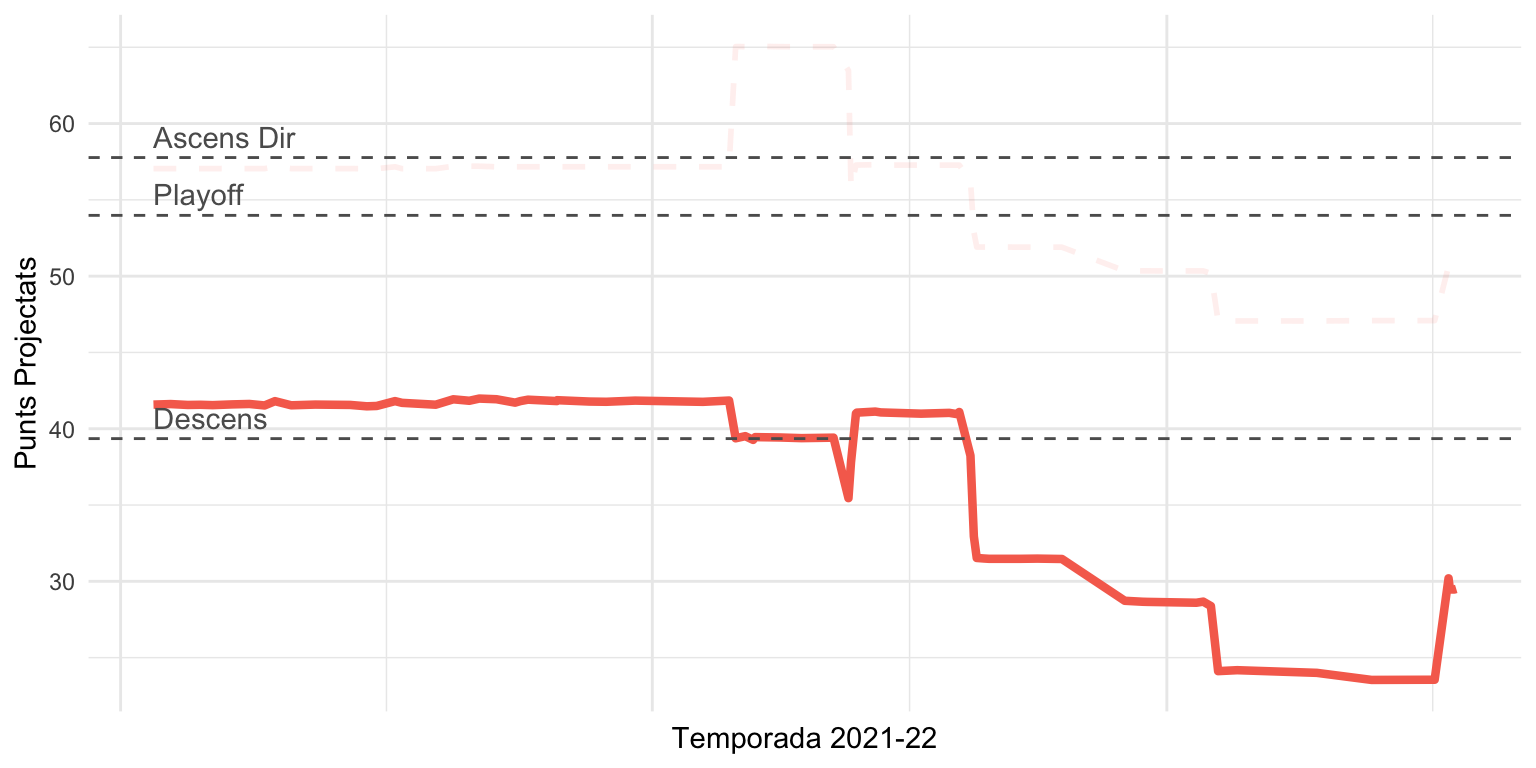 Punts Projectats
60
50
40
30
Ascens Dir
Playoff
Descens
Temporada 2021-22